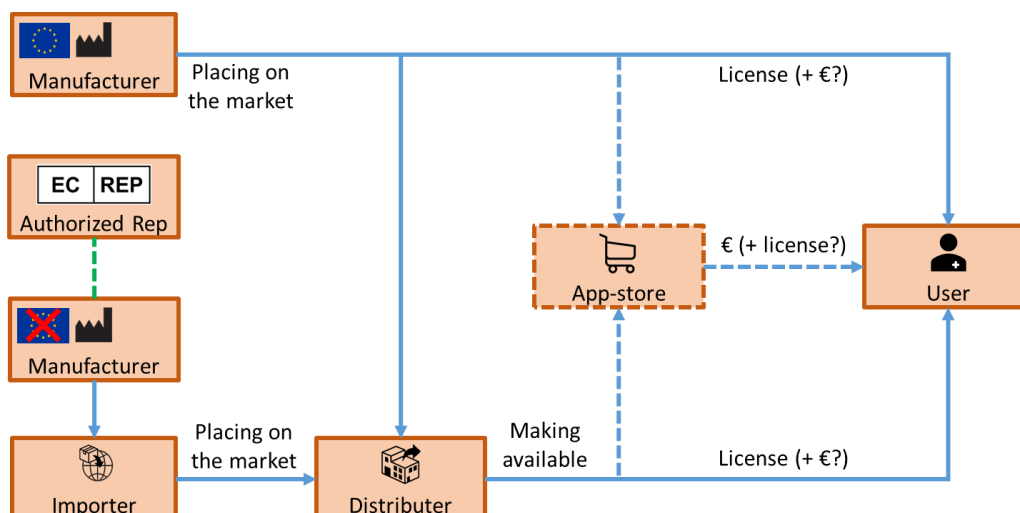 Manufacturer
Placing on
the market
License (+ €?)
EC REP
Authorized Rep
€ (+ license?)
App-store
User
Manufacturer
Placing on
the market
Making
available
License (+ €?)
Importer
Distributer